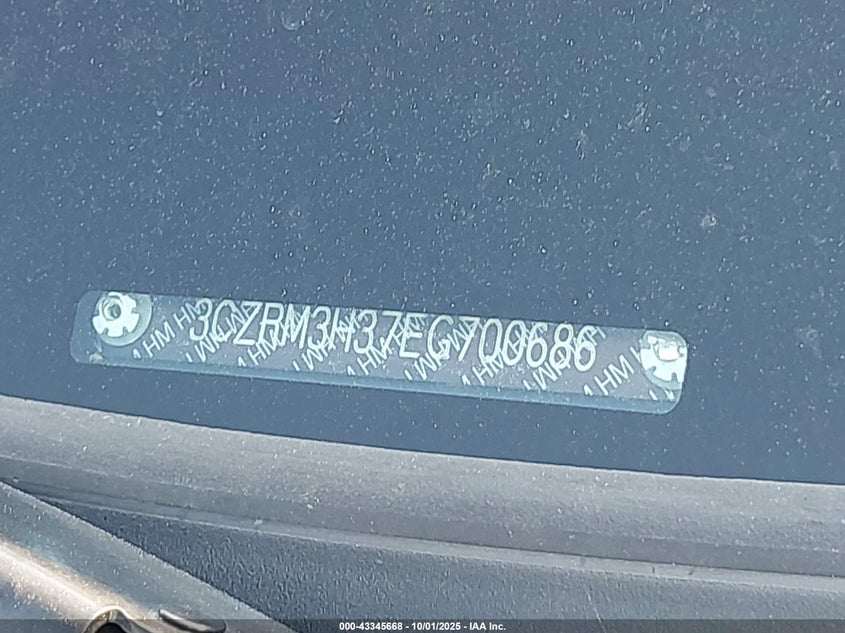 3CZRM3H37EG700686
000-43345668 - 10/01/2025 - IAA Inc.